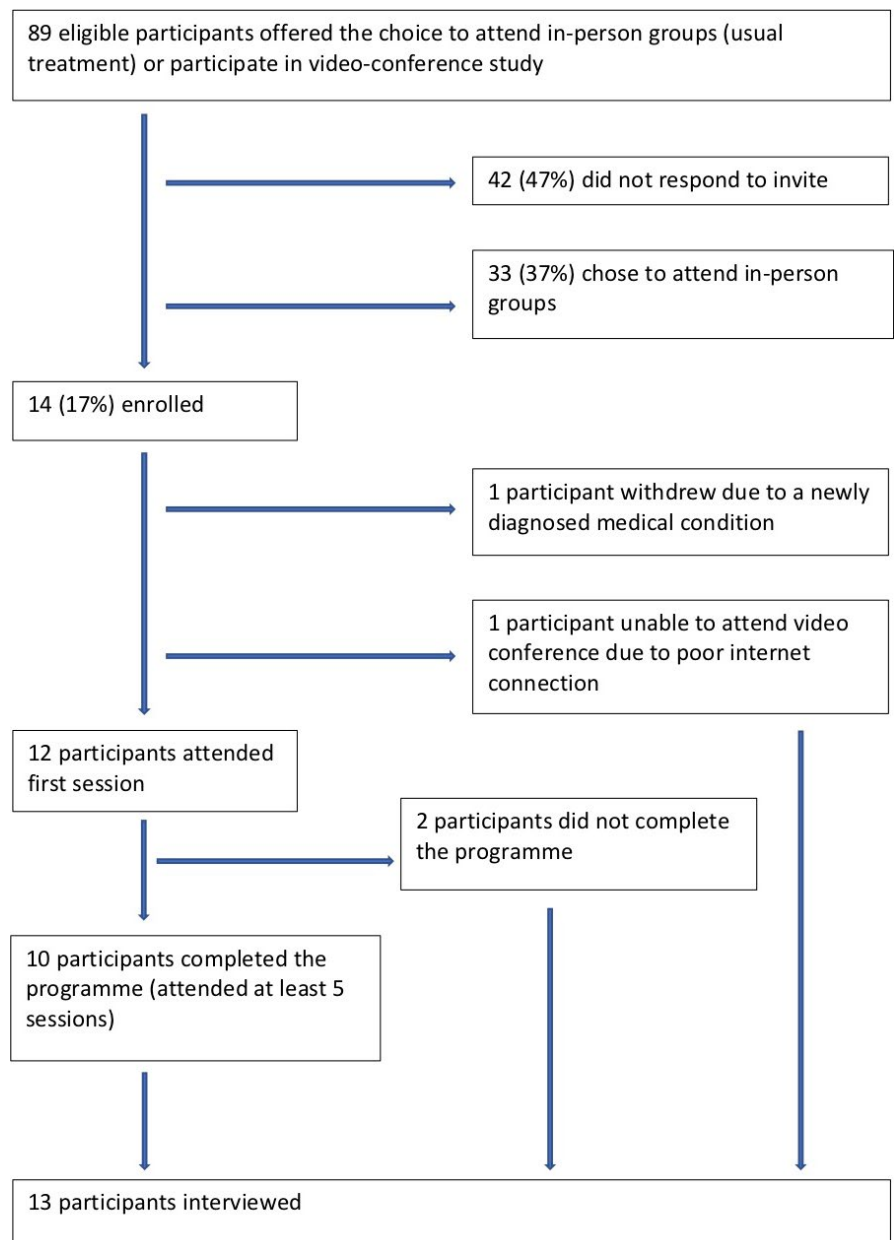 89 eligible participants offered the choice to attend in-person groups (usual
treatment) or participate in video-conference study
42 (47%) did not respond to invite
33 (37%) chose to attend in-person
groups
14 (17%) enrolled
1 participant withdrew due to a newly
diagnosed medical condition
1 participant unable to attend video
conference due to poor internet
connection
12 participants attended
first session
2 participants did not complete
the programme
10 participants completed the
programme (attended at least 5
sessions)
13 participants interviewed